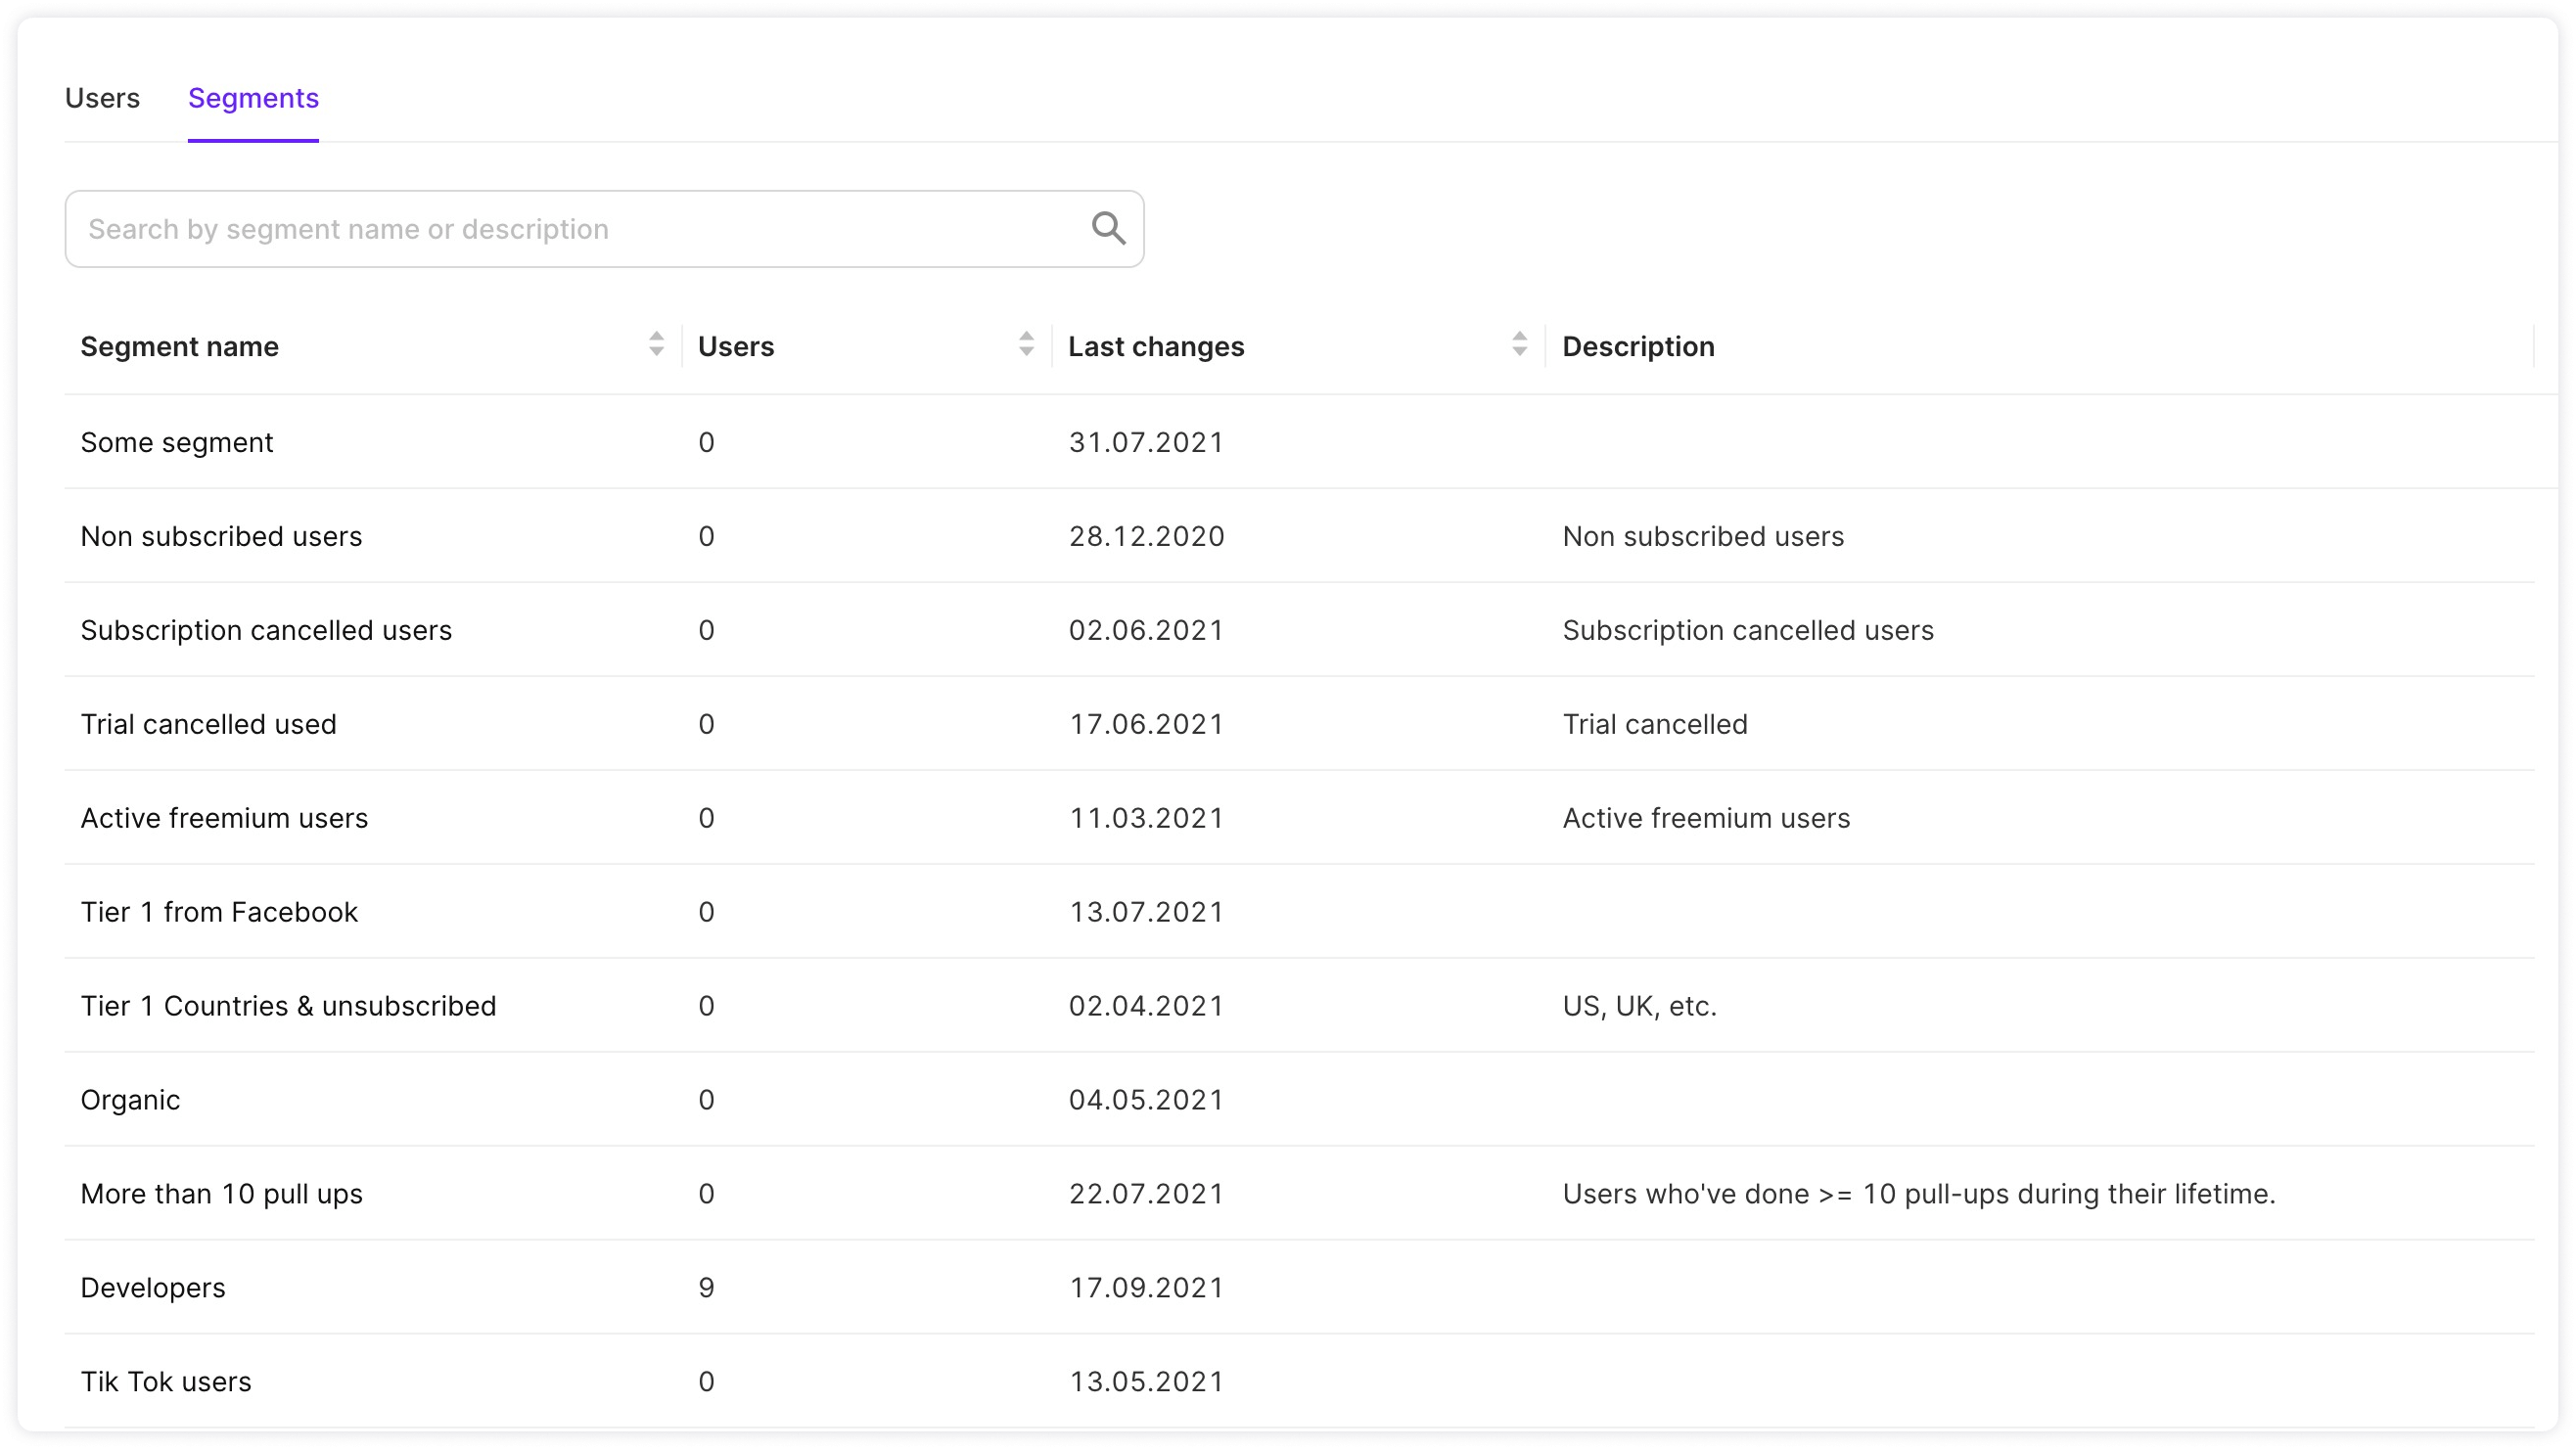 Users Segments
Search by segment name or description
Segment name Users Last changes Description
Some segment 0 31.07.2021
Non subscribed users 0 28.12.2020 Non subscribed users
Subscription cancelled users 0 02.06.2021 Subscription cancelled users
Trial cancelled used 0 17.06.2021 Trial cancelled
Active freemium users 0 11.03.2021 Active freemium users
Tier 1 from Facebook 0 13.07.2021
Tier 1 Countries & unsubscribed 0 02.04.2021 US, UK, etc.
Organic 0 04.05.2021
More than 10 pull ups 0 22.07.2021 Users who've done >= 10 pull-ups during their lifetime.
Developers 9 17.09.2021
Tik Tok users 0 13.05.2021